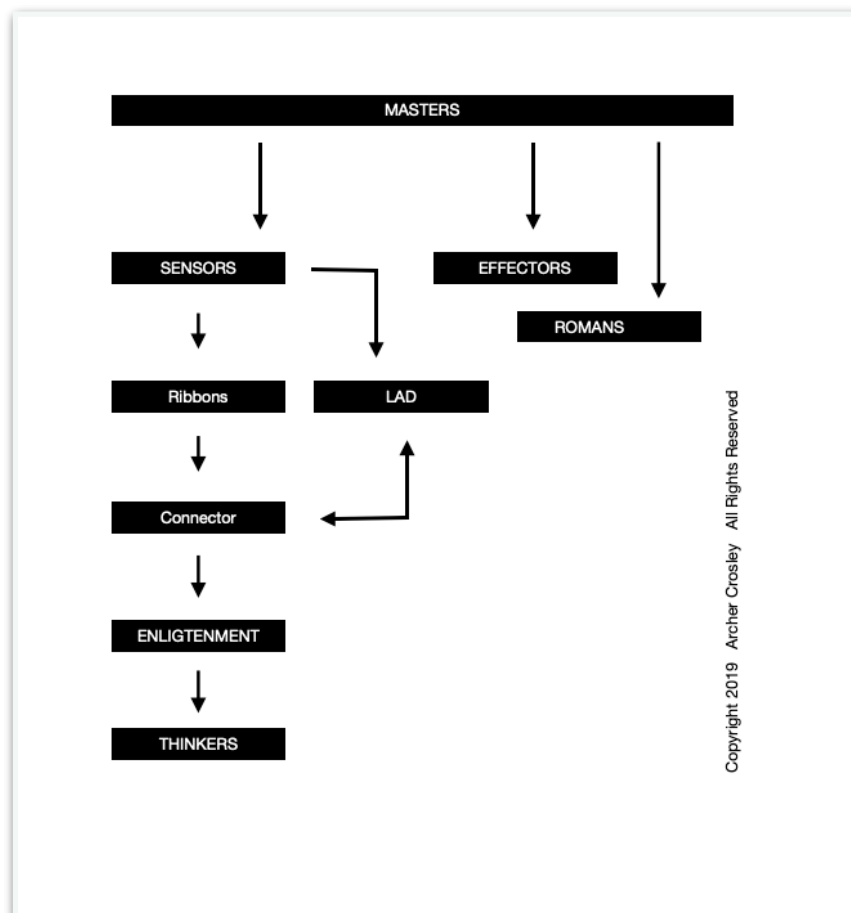 MASTERS
SENSORS
EFFECTORS
ROMANS
Ribbons
LAD
Connector
ENLIGTENMENT
THINKERS
Copyright 2019 Archer Crosley All Rights Reserved